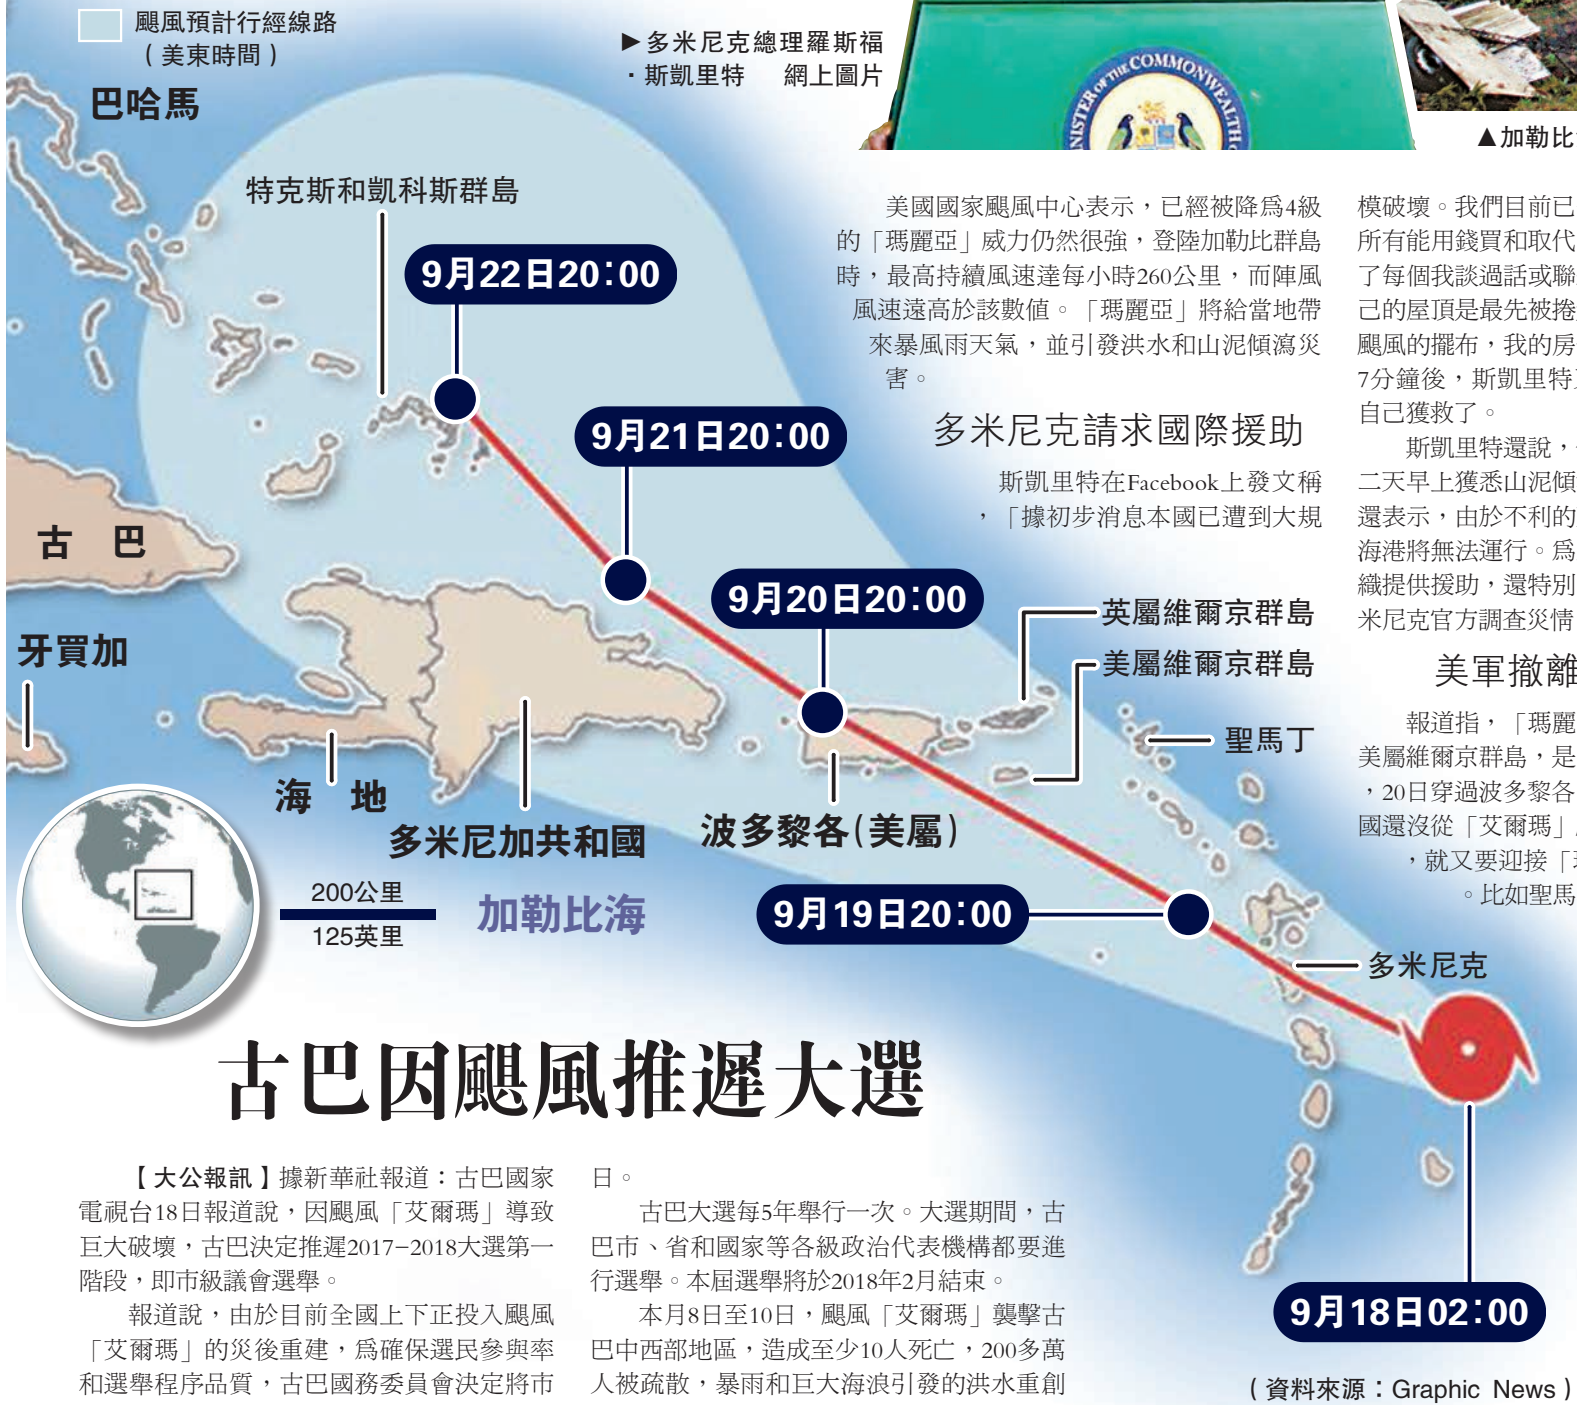 颶風預計行經線路
（美東時間）
巴哈馬
特克斯和凱科斯群島
9月22日20:00
9月21日20:00
9月20日20:00
古 巴
牙買加
海 地
多米尼加共和國
波多黎各(美屬)
英屬維爾京群島
美屬維爾京群島
聖馬丁
200公里
125英里
加勒比海
9月19日20:00
多米尼克
9月18日02:00
（資料來源：Graphic News）
▶多米尼克總理羅斯福
·斯凱里特 網上圖片
NISTER OF THE COMMONWEALTH
▲加勒比
美國國家颶風中心表示，已經被降爲4級
的「瑪麗亞」威力仍然很強，登陸加勒比群島
時，最高持續風速達每小時260公里，而陣風
風速遠高於該數値。「瑪麗亞」將給當地帶
來暴風雨天氣，並引發洪水和山泥傾瀉災
害。
多米尼克請求國際援助
斯凱里特在Facebook上發文稱
，「據初步消息本國已遭到大規
模破壞。我們目前已
所有能用錢買和取代
了每個我談過話或聯
己的屋頂是最先被捲
颶風的擺布，我的房
7分鐘後，斯凱里特
自己獲救了。
斯凱里特還說，
二天早上獲悉山泥傾
還表示，由於不利的
海港將無法運行。爲
織提供援助，還特別
米尼克官方調查災情
美軍撤離
報道指，「瑪麗
美屬維爾京群島，是
，20日穿過波多黎各
國還沒從「艾爾瑪」
，就又要迎接「
。比如聖馬
古巴因颶風推遲大選
【大公報訊】據新華社報道：古巴國家
電視台18日報道說，因颶風「艾爾瑪」導致
巨大破壞，古巴決定推遲2017-2018大選第一
階段，即市級議會選舉。
報道說，由於目前全國上下正投入颶風
「艾爾瑪」的災後重建，爲確保選民參與率
和選舉程序品質，古巴國務委員會決定將市
日。
古巴大選每5年舉行一次。大選期間，古
巴市、省和國家等各級政治代表機構都要進
行選舉。本屆選舉將於2018年2月結束。
本月8日至10日，颶風「艾爾瑪」襲擊古
巴中西部地區，造成至少10人死亡，200多萬
人被疏散，暴雨和巨大海浪引發的洪水重創